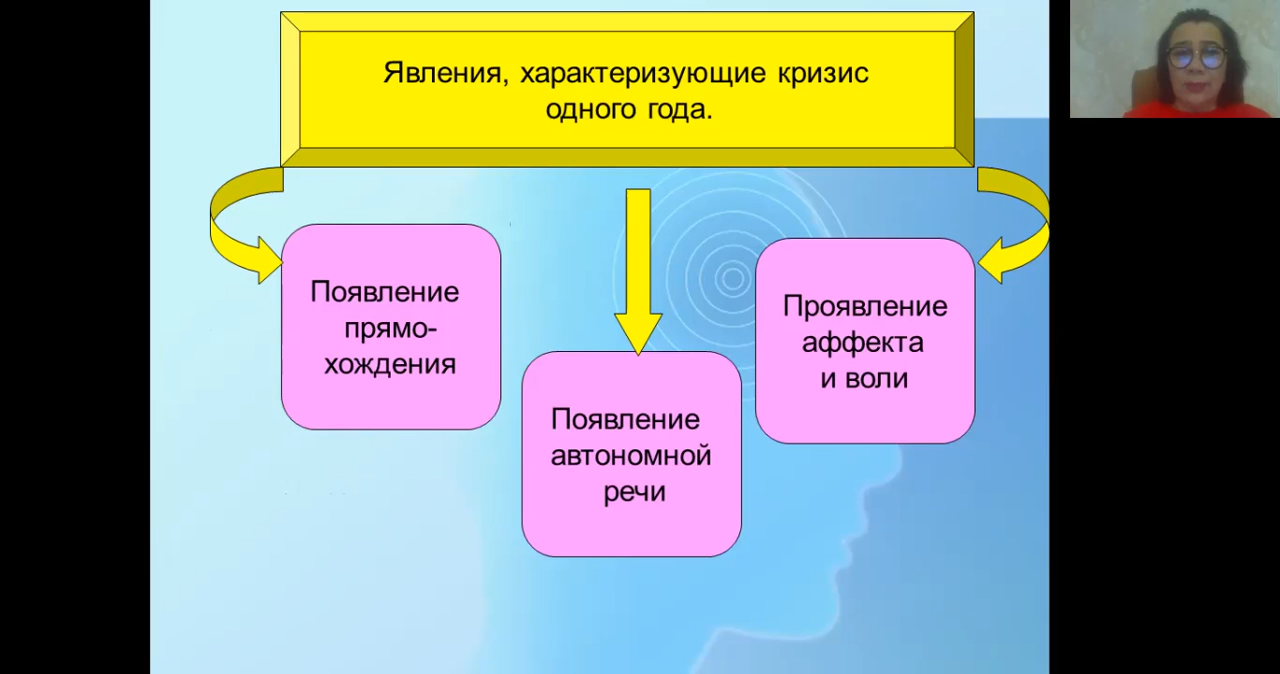 Явления, характеризующие кризис
одного года.
Появление
прямо-
хождения
Появление
автономной
речи
Проявление
аффекта
и воли